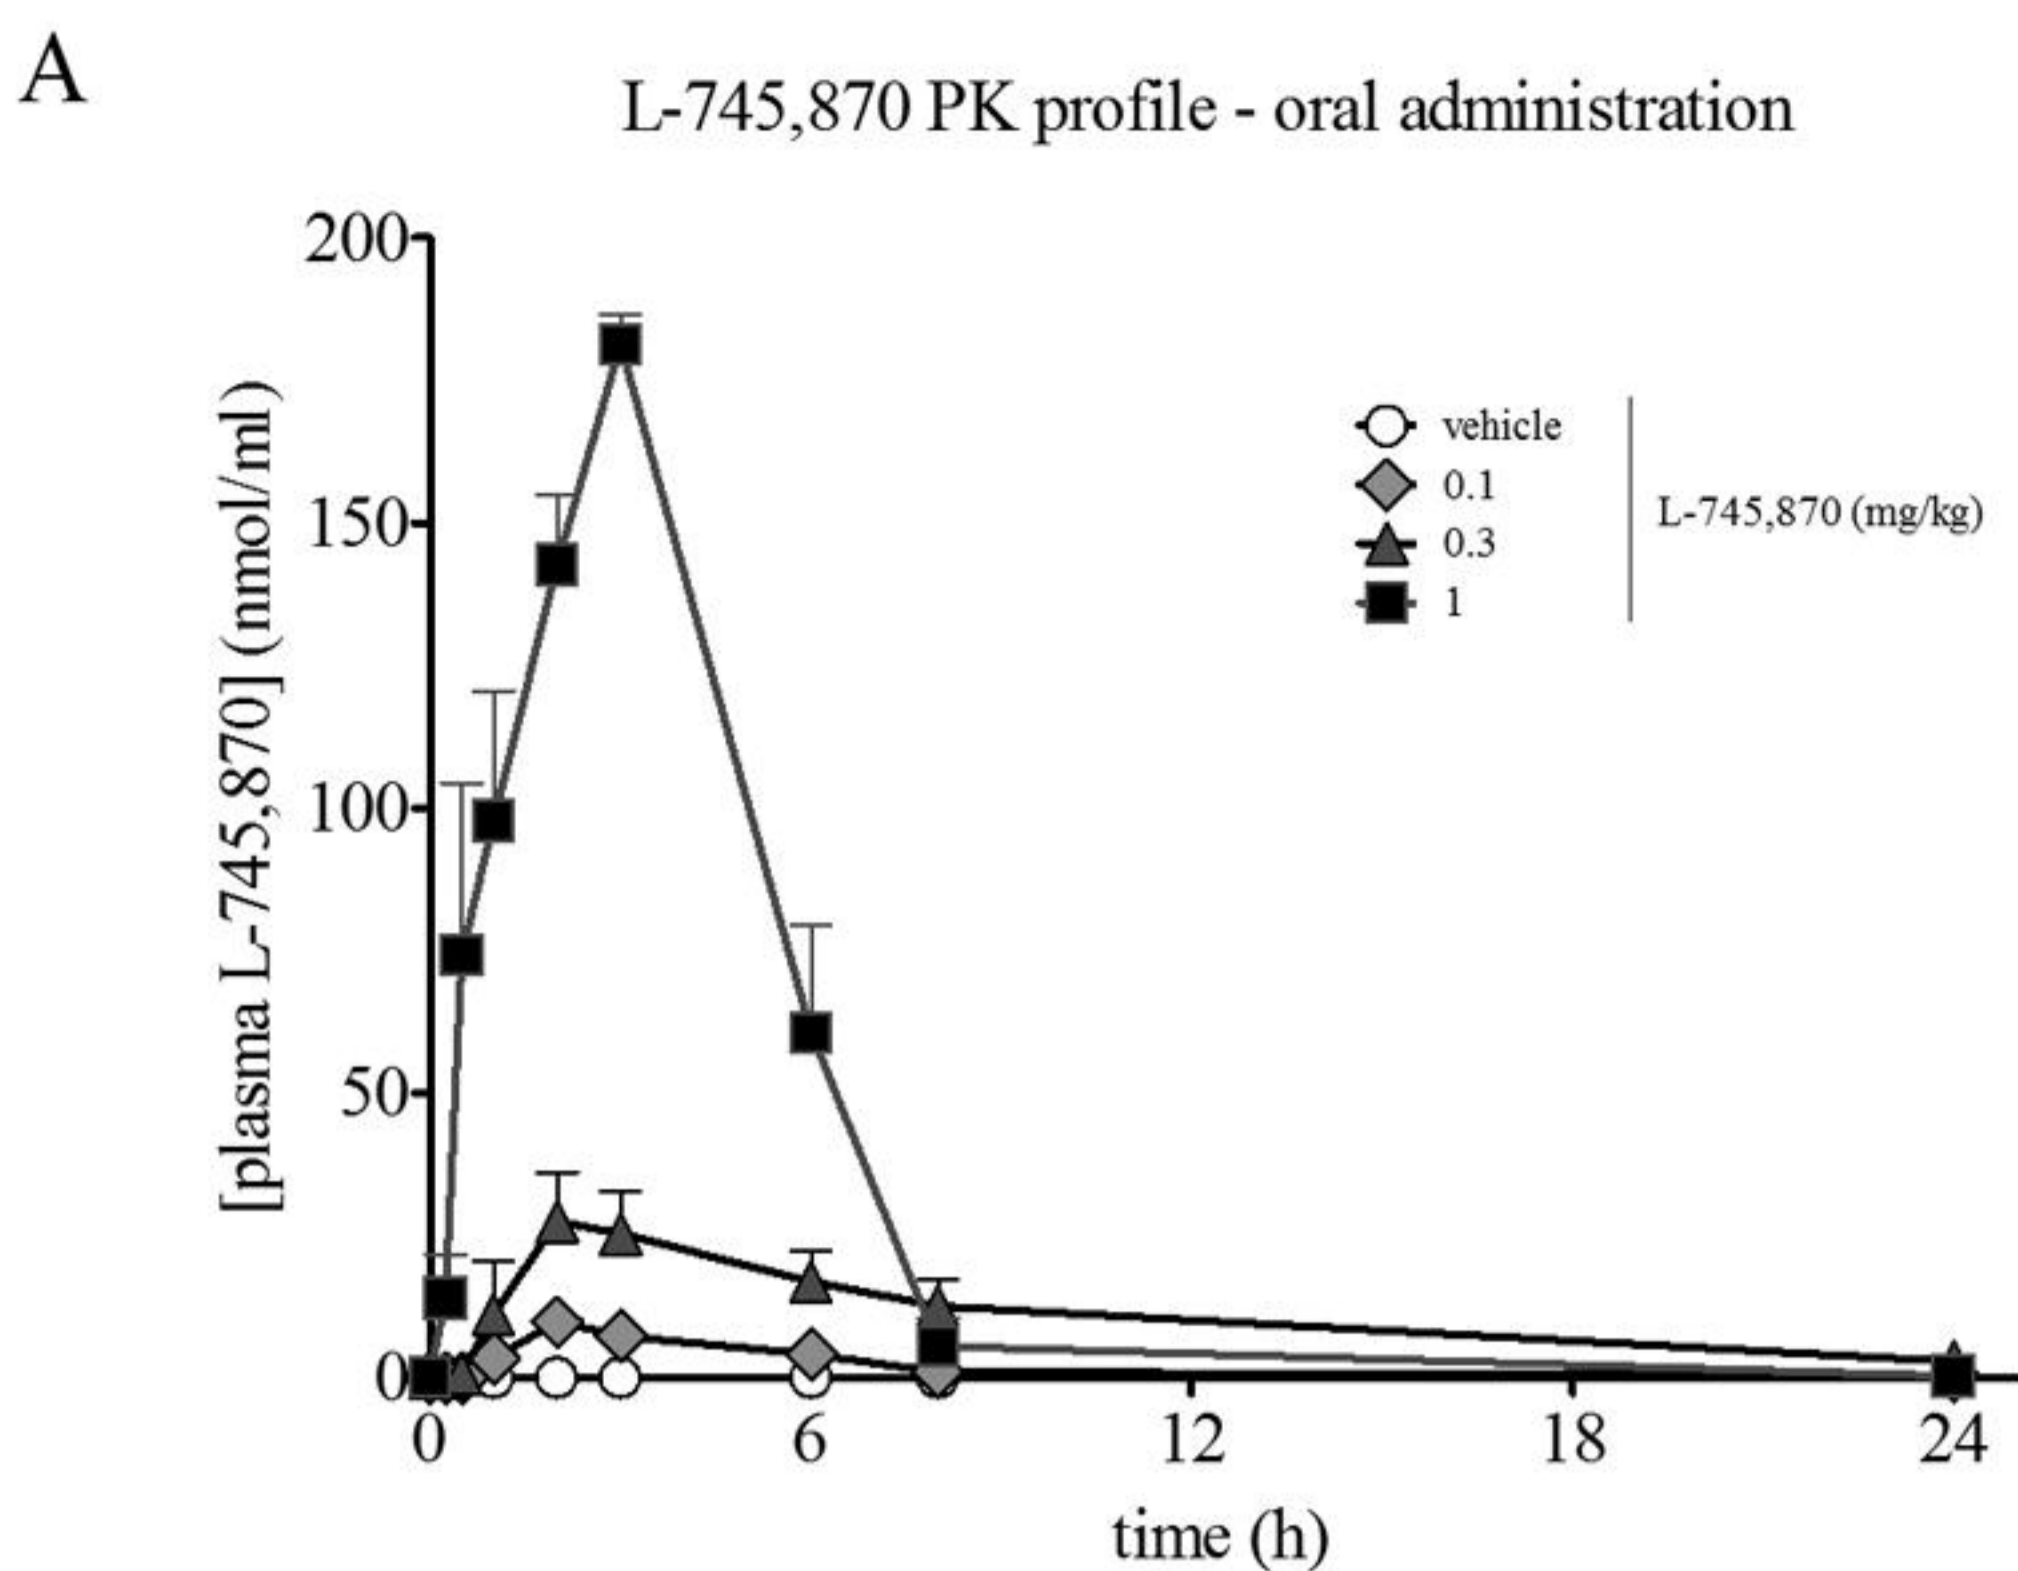 A
L-745,870 PK profile - oral administration
[plasma L-745,870] (nmol/ml)
200
150
100
50
0
vehicle
0.1
0.3
1
L-745,870 (mg/kg)
0 6 12 18 24
time (h)